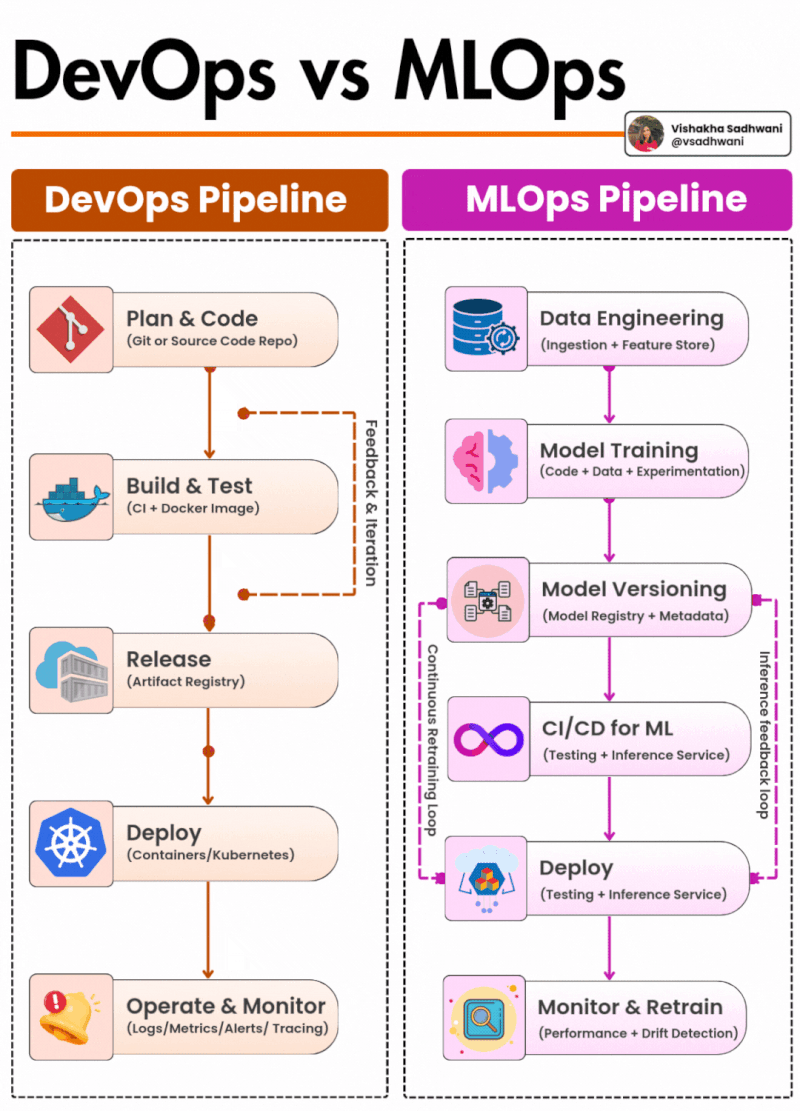 DevOps vs MLOps
Vishakha Sadhwani
@vsadhwani
DevOps Pipeline
Plan & Code
(Git or Source Code Repo)
Feedback & Iteration
Build & Test
(CI + Docker Image)
Release
(Artifact Registry)
Deploy
(Containers/Kubernetes)
Operate & Monitor
(Logs/Metrics/Alerts/ Tracing)
MLOps Pipeline
Data Engineering
(Ingestion + Feature Store)
Model Training
(Code + Data + Experimentation)
Model Versioning
(Model Registry + Metadata)
Continuous Retraining Loop
Inference feedback loop
CI/CD for ML
(Testing + Inference Service)
Deploy
(Testing + Inference Service)
Monitor & Retrain
(Performance + Drift Detection)